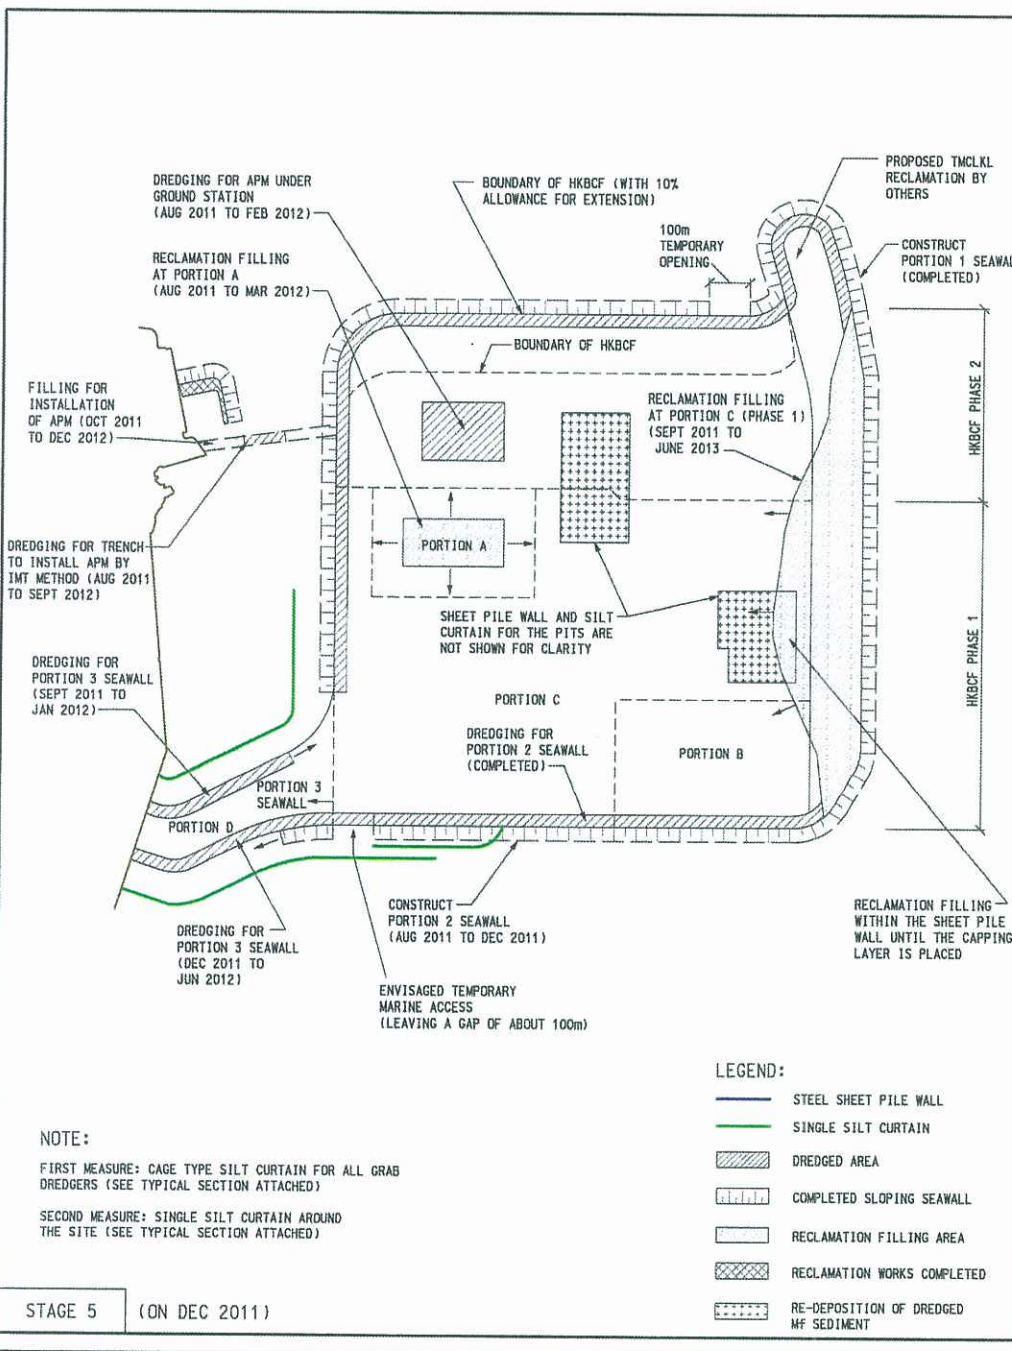 PROPOSED TMCLKL
RECLAMATION BY
OTHERS
DREDGING FOR APM UNDER
GROUND STATION
(AUG 2011 TO FEB 2012)
BOUNDARY OF HKBCF (WITH 10%
ALLOWANCE FOR EXTENSION)
100m
TEMPORARY
OPENING
CONSTRUCT
PORTION 1 SEAWAL
(COMPLETED)
RECLAMATION FILLING
AT PORTION A
(AUG 2011 TO MAR 2012)
BOUNDARY OF HKBCF
HKBCF PHASE 2
FILLING FOR
INSTALLATION
OF APM (OCT 2011
TO DEC 2012)
RECLAMATION FILLING
AT PORTION C (PHASE 1)
(SEPT 2011 TO
JUNE 2013
PORTION A
DREDGING FOR TRENCH
TO INSTALL APM BY
IMT METHOD (AUG 2011
TO SEPT 2012)
SHEET PILE WALL AND SILT
CURTAIN FOR THE PITS ARE
NOT SHOWN FOR CLARITY
HKBCF PHASE 1
DREDGING FOR
PORTION 3 SEAWALL
(SEPT 2011 TO
JAN 2012)
PORTION C
DREDGING FOR
PORTION 2 SEAWALL
(COMPLETED)
PORTION B
PORTION 3
SEAWALL
PORTION D
CONSTRUCT
PORTION 2 SEAWALL
(AUG 2011 TO DEC 2011)
RECLAMATION FILLING
WITHIN THE SHEET PILE
WALL UNTIL THE CAPPING
LAYER IS PLACED
DREDGING FOR
PORTION 3 SEAWALL
(DEC 2011 TO
JUN 2012)
ENVISAGED TEMPORARY
MARINE ACCESS
(LEAVING A GAP OF ABOUT 100m)
LEGEND:
STEEL SHEET PILE WALL
SINGLE SILT CURTAIN
DREDGED AREA
COMPLETED SLOPING SEAWALL
RECLAMATION FILLING AREA
RECLAMATION WORKS COMPLETED
RE-DEPOSITION OF DREDGED
Mf SEDIMENT
NOTE:
FIRST MEASURE: CAGE TYPE SILT CURTAIN FOR ALL GRAB
DREDGERS (SEE TYPICAL SECTION ATTACHED)
SECOND MEASURE: SINGLE SILT CURTAIN AROUND
THE SITE (SEE TYPICAL SECTION ATTACHED)
STAGE 5 (ON DEC 2011)